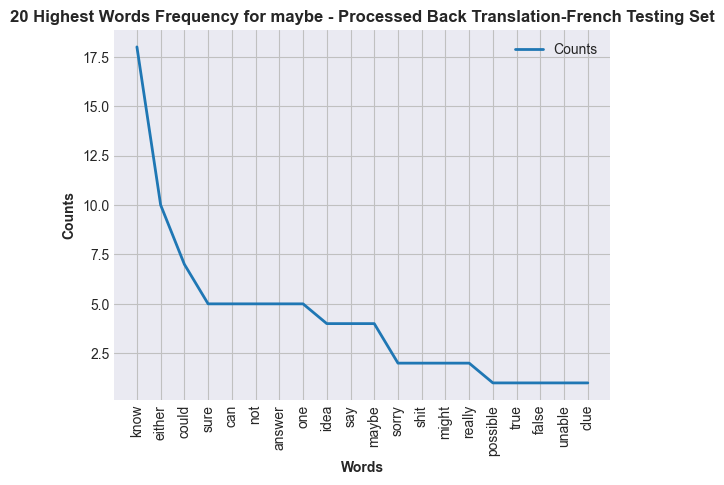 20 Highest Words Frequency for maybe - Processed Back Translation-French Testing Set
Counts
17.5
15.0
12.5
10.0
7.5
5.0
2.5
Counts
know
either
could
sure
can
not
answer
one
idea
say
maybe
sorry
shit
might
really
possible
true
false
unable
clue
Words